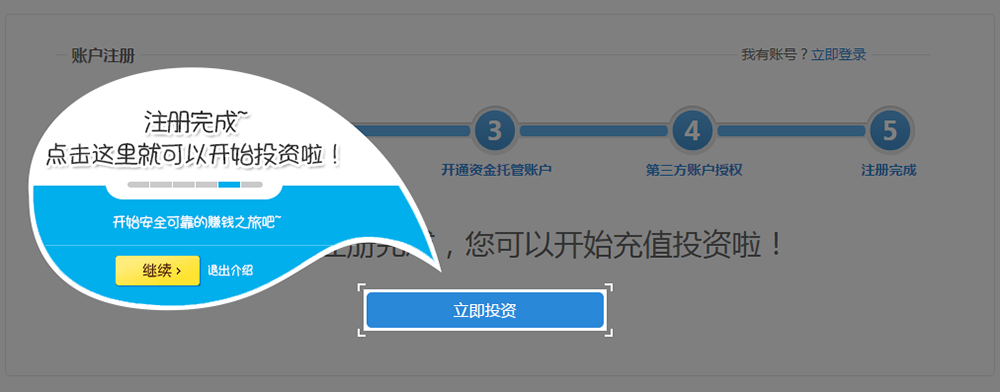 账户注册
我有账号？立即登录
注册完成~
点击这里就可以开始投资啦！
3
4
5
开通资金托管账户
第三方账户授权
注册完成
开始安全可靠的赚钱之旅吧~
，您可以开始充值投资啦！
继续 >
退出介绍
立即投资